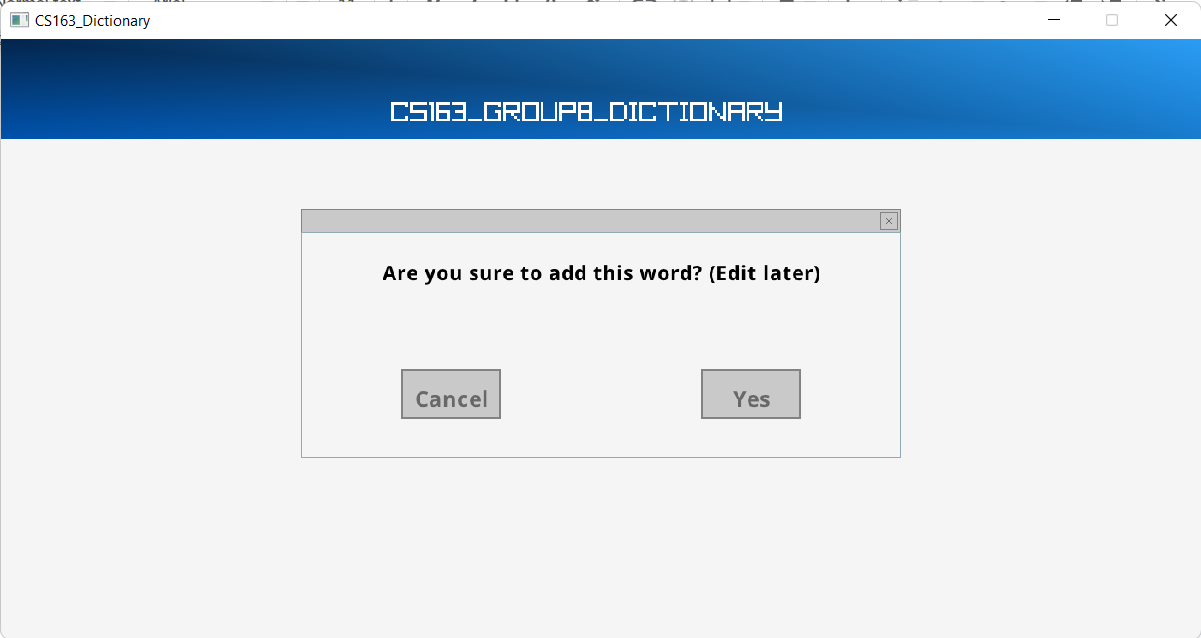 CS163_Dictionary
CS163_GROUP8_DICTIONARY
Are you sure to add this word? (Edit later)
Cancel
Yes